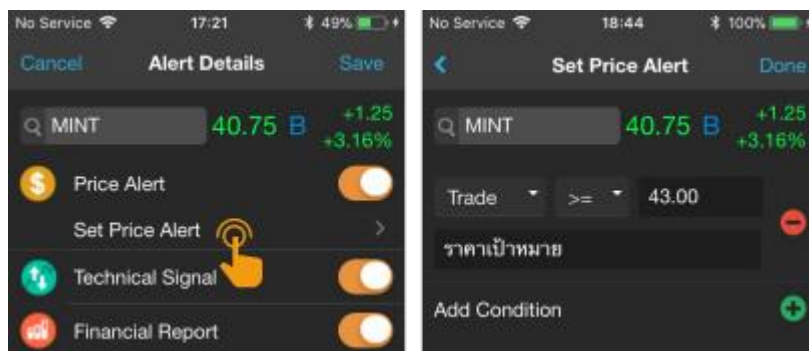 No Service 17:21 49%
Cancel Alert Details Save
MINT 40.75 B +1.25
+3.16%
Price Alert
Set Price Alert
Technical Signal
Financial Report
No Service 18:44 100%
Set Price Alert Done
MINT 40.75 B +1.25
+3.16%
Trade >= 43.00
ราคาเป้าหมาย
Add Condition